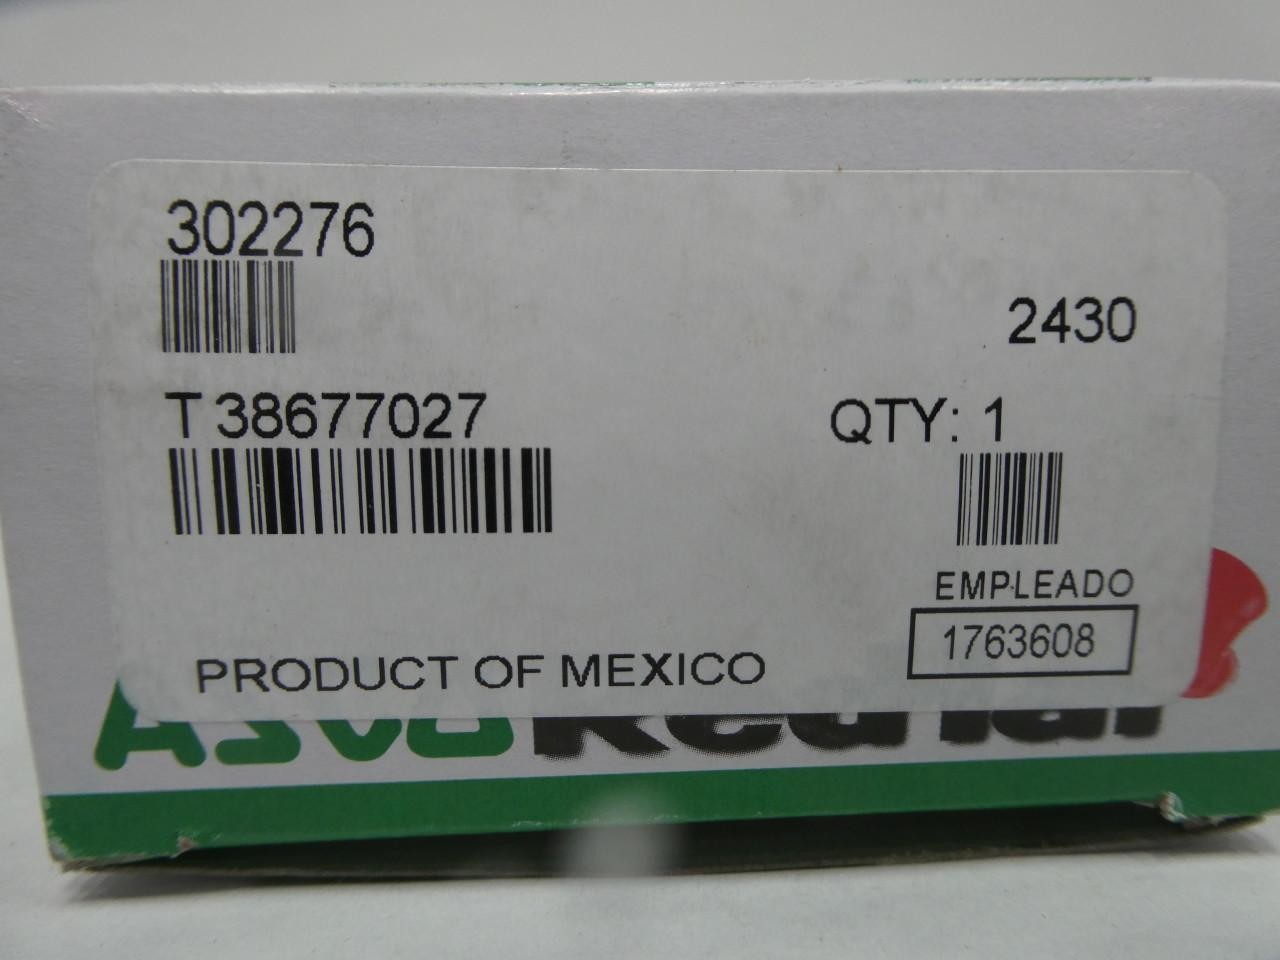 302276
2430
T 38677027
QTY: 1
EMPLEADO
1763608
PRODUCT OF MEXICO